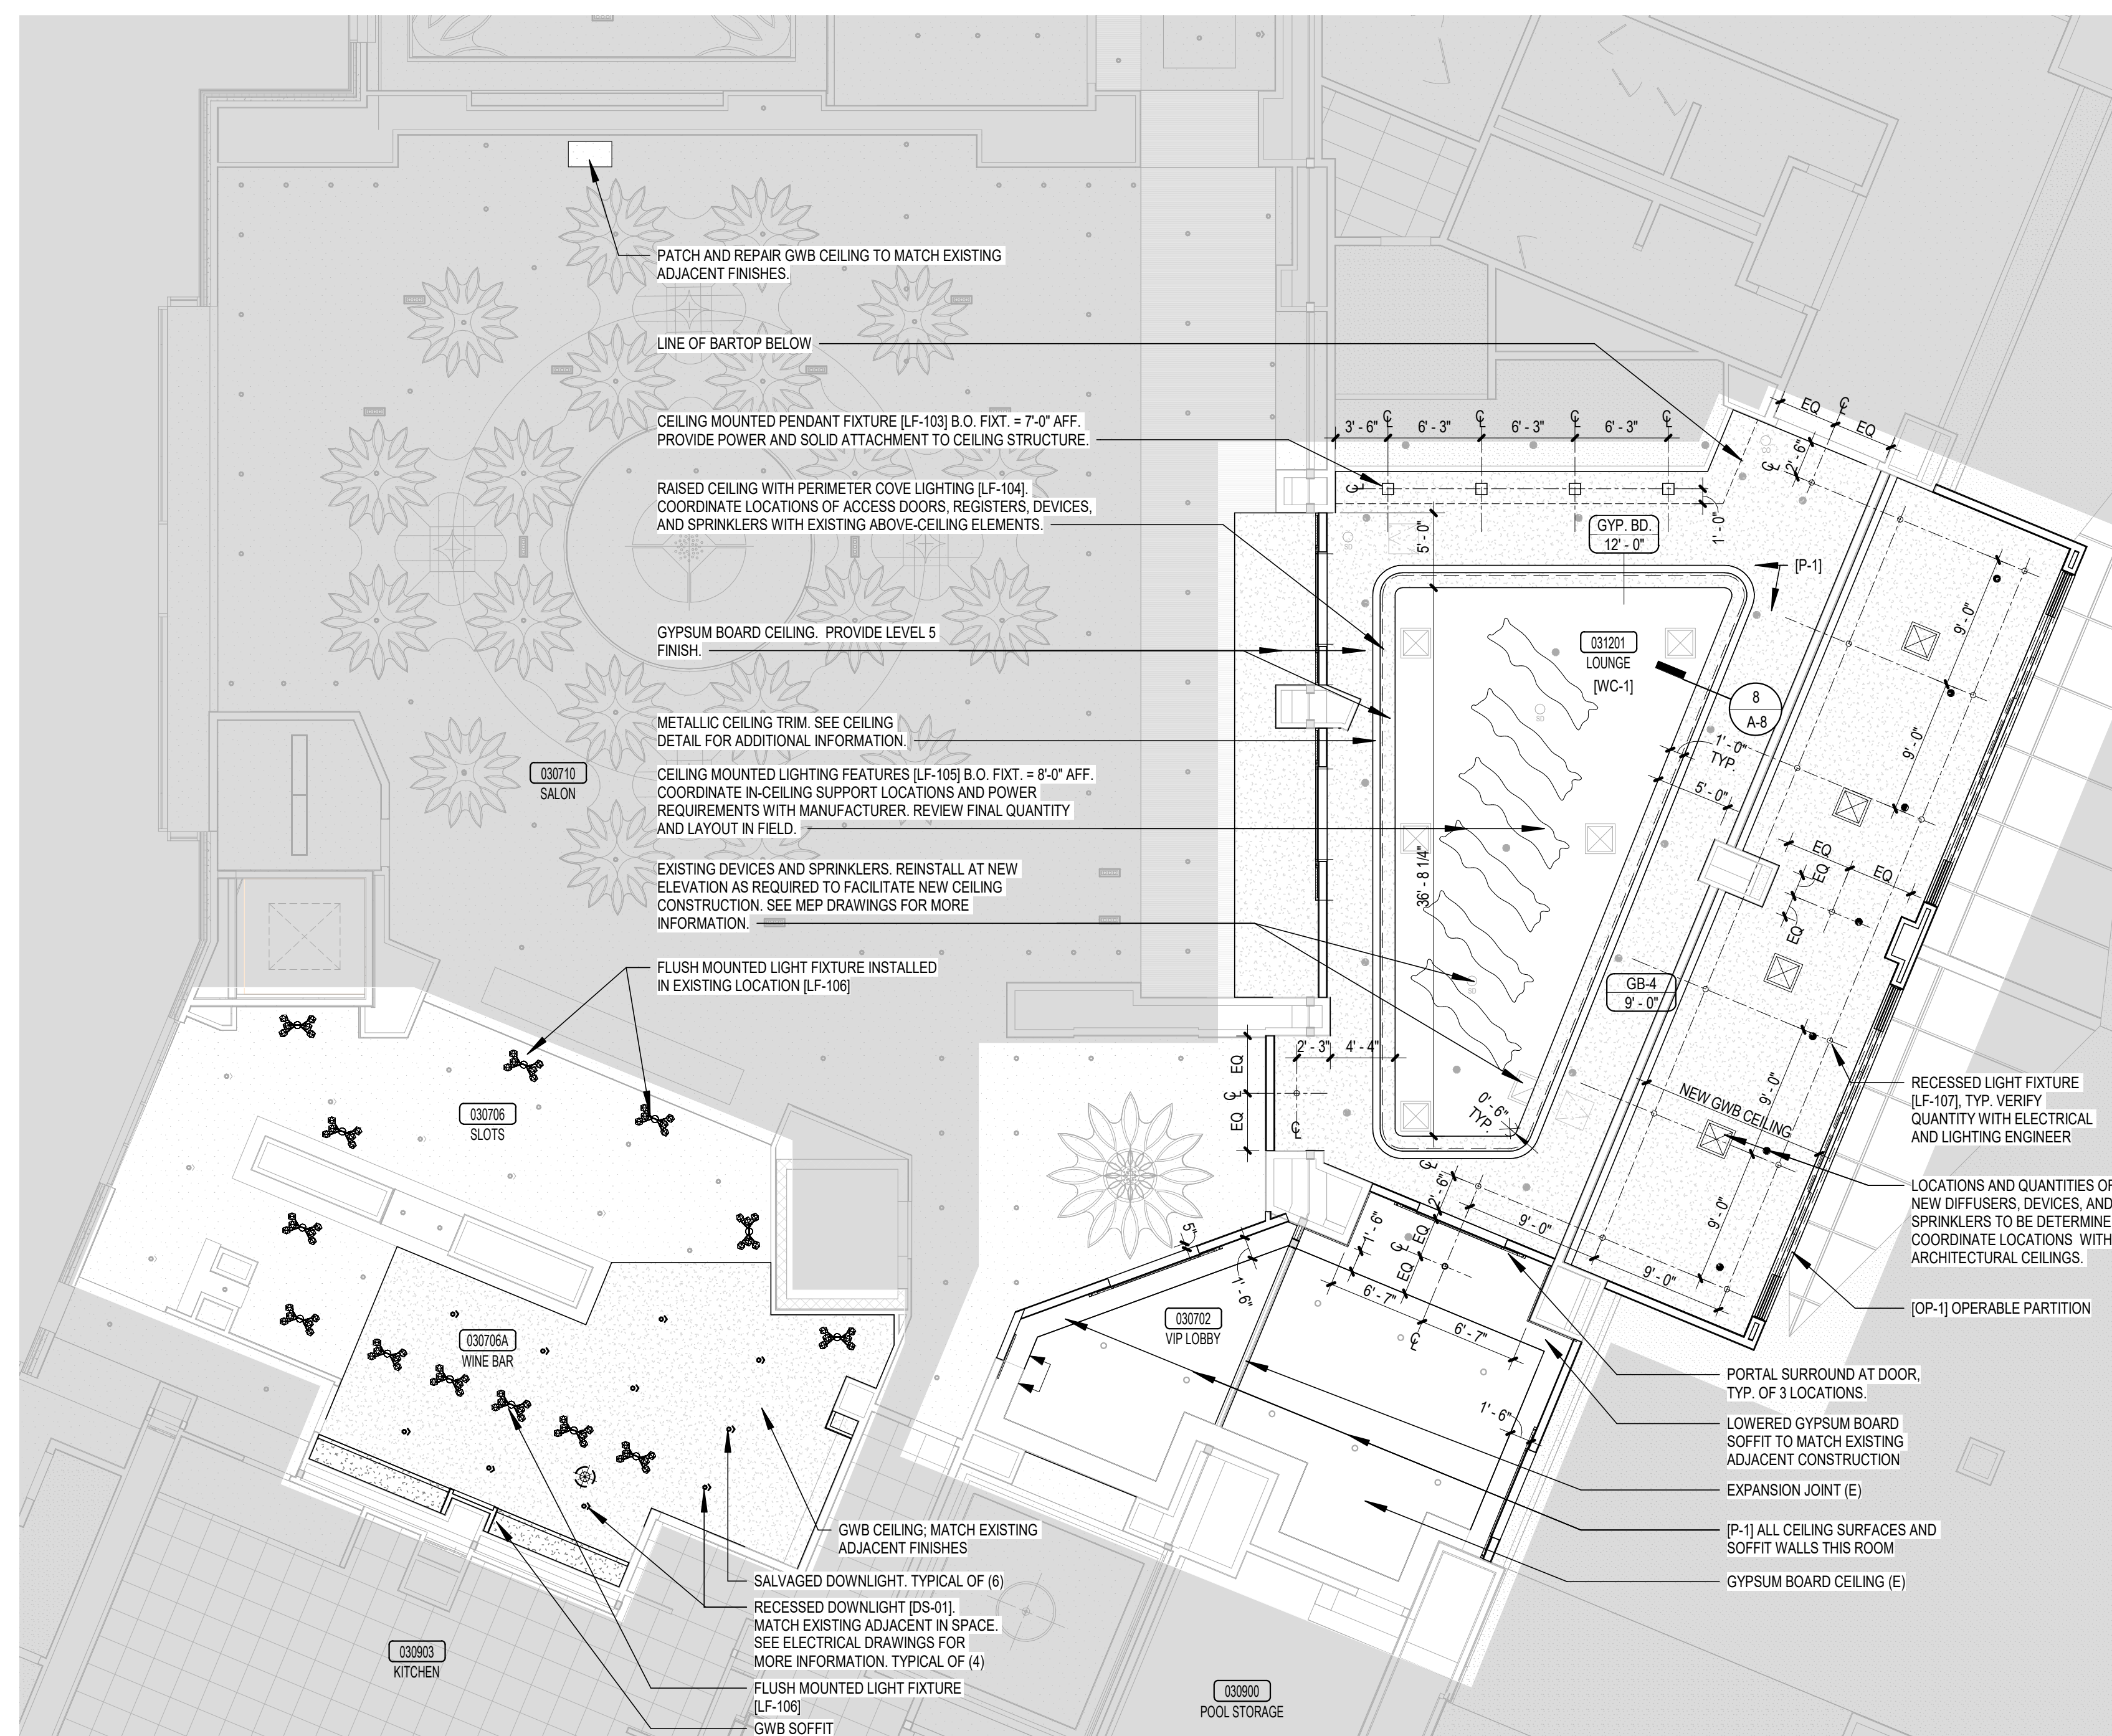 PATCH AND REPAIR GWB CEILING TO MATCH EXISTING
ADJACENT FINISHES.
LINE OF BARTOP BELOW
CEILING MOUNTED PENDANT FIXTURE [LF-103] B.O. FIXT. = 7'-0" AFF.
PROVIDE POWER AND SOLID ATTACHMENT TO CEILING STRUCTURE.
RAISED CEILING WITH PERIMETER COVE LIGHTING [LF-104].
COORDINATE LOCATIONS OF ACCESS DOORS, REGISTERS, DEVICES,
AND SPRINKLERS WITH EXISTING ABOVE-CEILING ELEMENTS.
GYPSUM BOARD CEILING. PROVIDE LEVEL 5
FINISH.
METALLIC CEILING TRIM. SEE CEILING
DETAIL FOR ADDITIONAL INFORMATION.
CEILING MOUNTED LIGHTING FEATURES [LF-105] B.O. FIXT. = 8'-0" AFF.
COORDINATE IN-CEILING SUPPORT LOCATIONS AND POWER
REQUIREMENTS WITH MANUFACTURER. REVIEW FINAL QUANTITY
AND LAYOUT IN FIELD.
EXISTING DEVICES AND SPRINKLERS. REINSTALL AT NEW
ELEVATION AS REQUIRED TO FACILITATE NEW CEILING
CONSTRUCTION. SEE MEP DRAWINGS FOR MORE
INFORMATION.
FLUSH MOUNTED LIGHT FIXTURE INSTALLED
IN EXISTING LOCATION [LF-106]
030710
SALON
030706
SLOTS
030706A
WINE BAR
030903
KITCHEN
3' - 6"
6' - 3"
6' - 3"
6' - 3"
EQ
EQ
2' - 6"
5' - 0"
1' - 0"
GYP. BD.
12' - 0"
[P-1]
031201
LOUNGE
[WC-1]
8
A-8
SD
SD
SD
SD
1' - 0"
TYP.
5' - 0"
36' - 8 1/4"
9' - 0"
9' - 0"
EQ
EQ
EQ
EQ
GB-4
9' - 0"
2' - 3"
4' - 4"
EQ
EQ
0' - 6"
TYP.
NEW GWB CEILING
9' - 0"
9' - 0"
9' - 0"
9' - 0"
2' - 6"
1' - 6"
EQ
EQ
6' - 7"
6' - 7"
5"
1' - 6"
1' - 6"
030702
VIP LOBBY
RECESSED LIGHT FIXTURE
[LF-107], TYP. VERIFY
QUANTITY WITH ELECTRICAL
AND LIGHTING ENGINEER
LOCATIONS AND QUANTITIES OF
NEW DIFFUSERS, DEVICES, AND
SPRINKLERS TO BE DETERMINE
COORDINATE LOCATIONS WITH
ARCHITECTURAL CEILINGS.
[OP-1] OPERABLE PARTITION
PORTAL SURROUND AT DOOR,
TYP. OF 3 LOCATIONS.
LOWERED GYPSUM BOARD
SOFFIT TO MATCH EXISTING
ADJACENT CONSTRUCTION
EXPANSION JOINT (E)
[P-1] ALL CEILING SURFACES AND
SOFFIT WALLS THIS ROOM
GYPSUM BOARD CEILING (E)
GWB CEILING; MATCH EXISTING
ADJACENT FINISHES
SALVAGED DOWNLIGHT. TYPICAL OF (6)
RECESSED DOWNLIGHT [DS-01].
MATCH EXISTING ADJACENT IN SPACE.
SEE ELECTRICAL DRAWINGS FOR
MORE INFORMATION. TYPICAL OF (4)
FLUSH MOUNTED LIGHT FIXTURE
[LF-106]
GWB SOFFIT
030900
POOL STORAGE